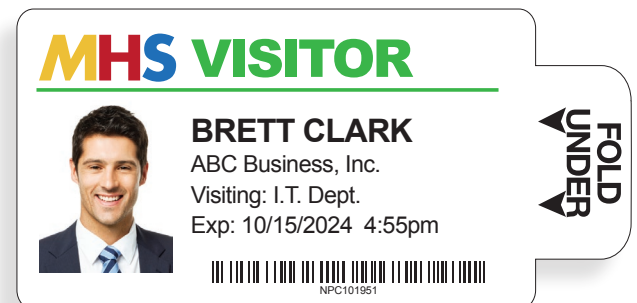 MHS VISITOR
BRETT CLARK
ABC Business, Inc.
Visiting: I.T. Dept.
Exp: 10/15/2024 4:55pm
NPC101951
FOLD
UNDER